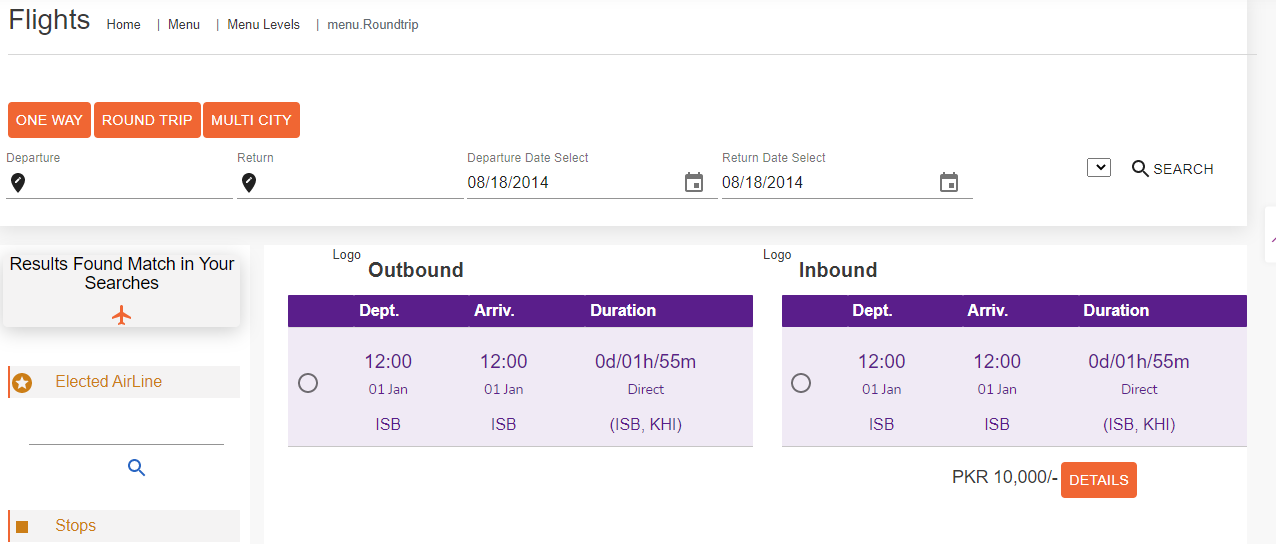 Flights Home | Menu | Menu Levels | menu.Roundtrip
ONE WAY ROUND TRIP MULTI CITY
Departure Return Departure Date Select Return Date Select
08/18/2014 08/18/2014 SEARCH
Results Found Match in Your
Searches
Elected AirLine
Stops
Logo Outbound
Dept. Arriv. Duration
12:00 12:00 0d/01h/55m
01 Jan 01 Jan Direct
ISB ISB (ISB, KHI)
Logo Inbound
Dept. Arriv. Duration
12:00 12:00 0d/01h/55m
01 Jan 01 Jan Direct
ISB ISB (ISB, KHI)
PKR 10,000/- DETAILS